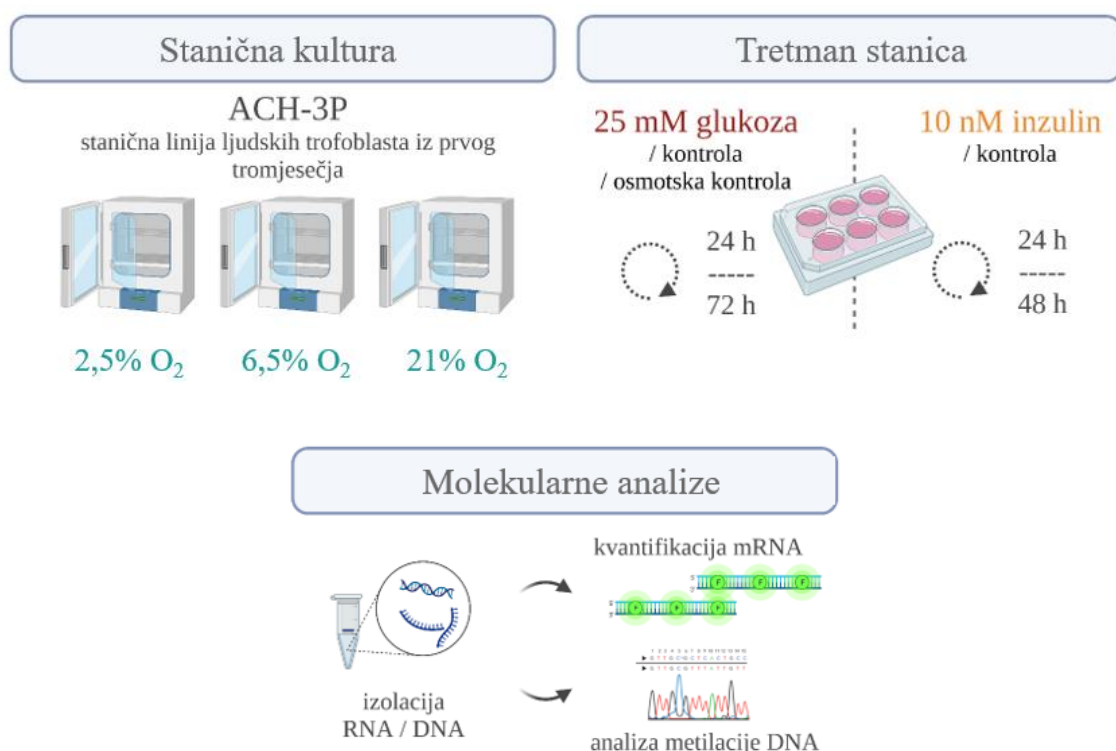 Stanična kultura
ACH-3P
stanična linija ljudskih trofoblasta iz prvog
tromjesečja
2,5% O₂
6,5% O₂
21% O₂
Tretman stanica
25 mM glukoza
/ kontrola
/ osmotska kontrola
24 h
-----
72 h
10 nM inzulin
/ kontrola
24 h
-----
48 h
Molekularne analize
izolacija
RNA / DNA
kvantifikacija mRNA
F F F
F F F
analiza metilacije DNA